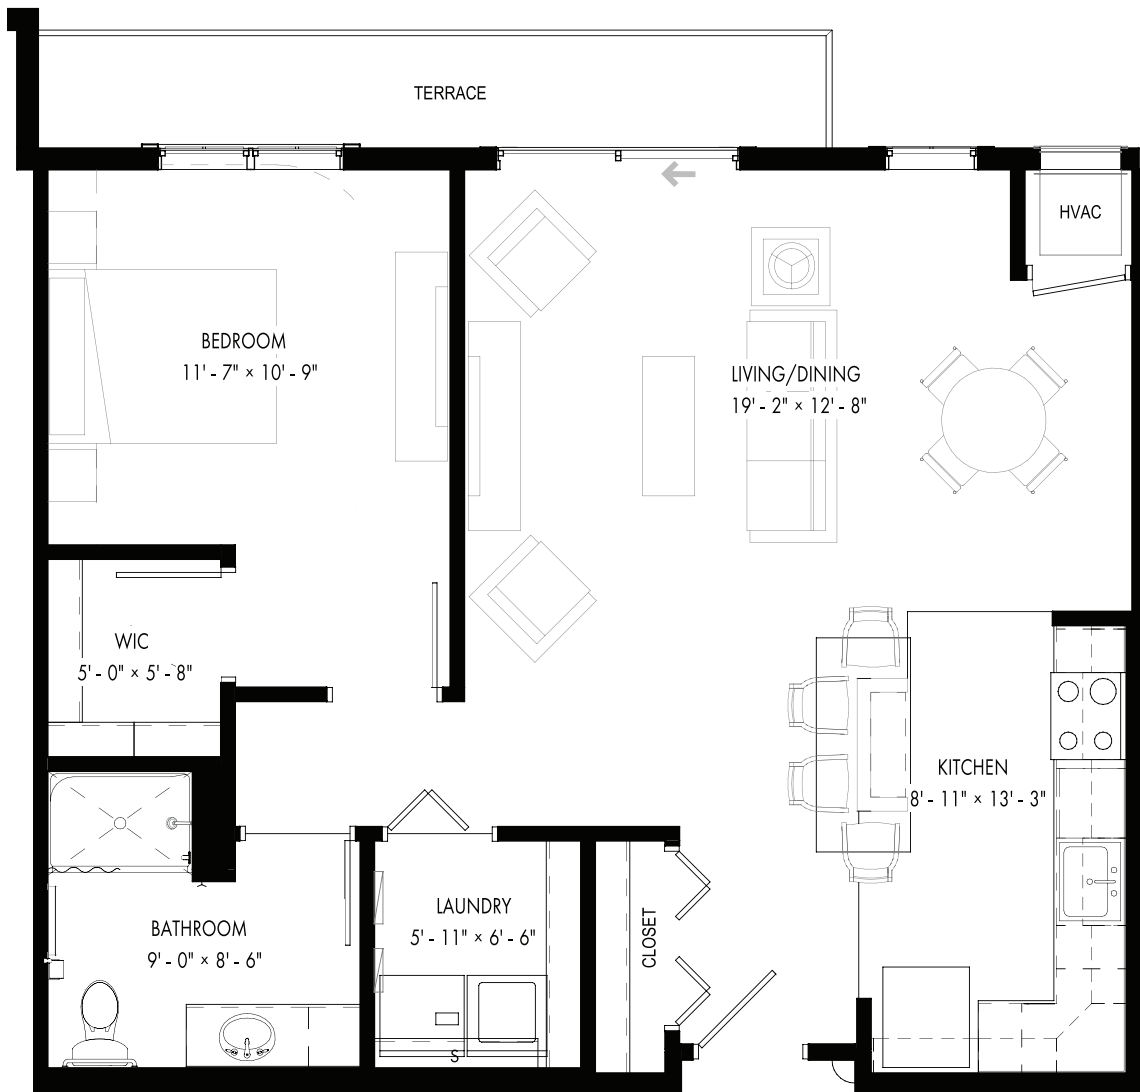 TERRACE
HVAC
BEDROOM
11' - 7" × 10' - 9"
LIVING/DINING
19' - 2" × 12' - 8"
WIC
5' - 0" × 5' - 8"
KITCHEN
8' - 11" × 13' - 3"
LAUNDRY
5' - 11" × 6' - 6"
CLOSET
BATHROOM
9' - 0" × 8' - 6"
S